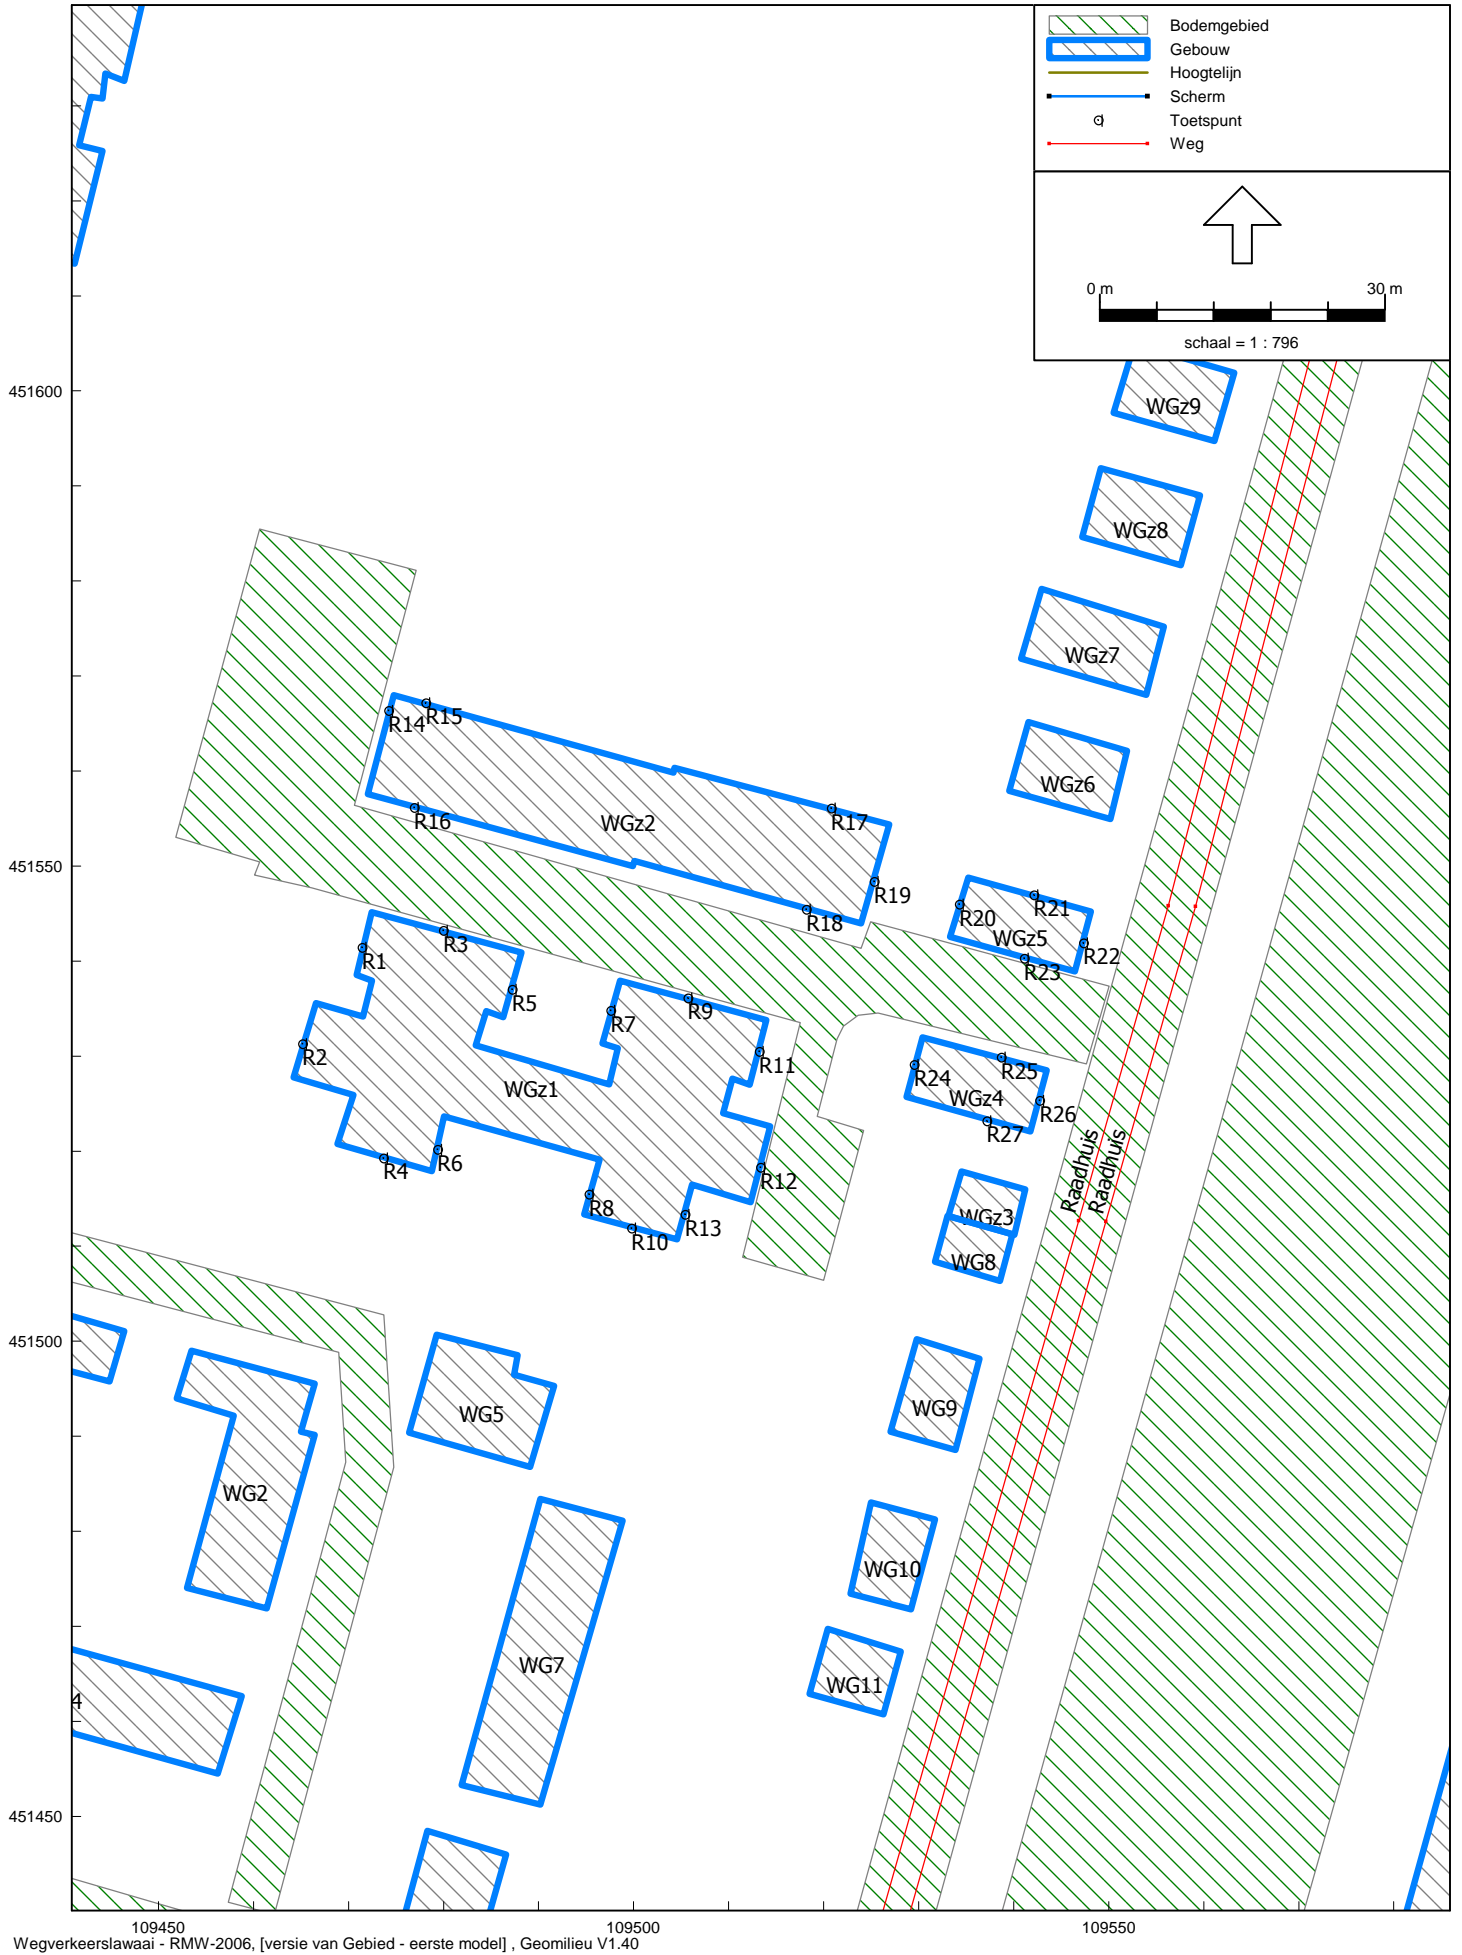 Bodemgebied
Gebouw
Hoogtelijn
Scherm
Toetspunt
Weg
0 m 30 m
schaal = 1 : 796
451600
WGz9
WGz8
WGz7
R14 R15
WGz6
R16 WGz2 R17
451550
R19
R18 R20 R21
WGz5
R22
R23
R1 R3
R5
R7 R9
R2 R11
WGz1
R24 R25
WGz4 R26
R27
R4 R6
R12
R8 R13
R10
Raadhuis
Raadhuis
WGz3
WG8
451500
WG5
WG9
WG2
WG10
WG7
WG11
4
451450
109450 109500 109550
Wegverkeerslawaai - RMW-2006, [versie van Gebied - eerste model] , Geomilieu V1.40